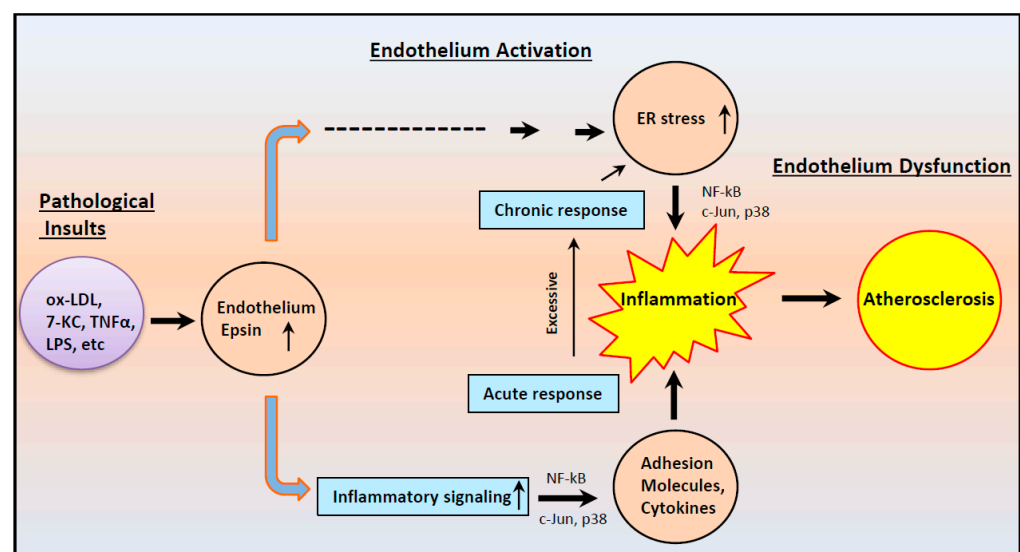 Endothelium Activation
ER stress
Endothelium Dysfunction
NF-kB
c-Jun, p38
Pathological
Insults
Chronic response
ox-LDL,
7-KC, TNFα,
LPS, etc
Endothelium
Epsin
Excessive
Inflammation
Atherosclerosis
Acute response
Adhesion
Molecules,
Cytokines
Inflammatory signaling
NF-kB
c-Jun, p38